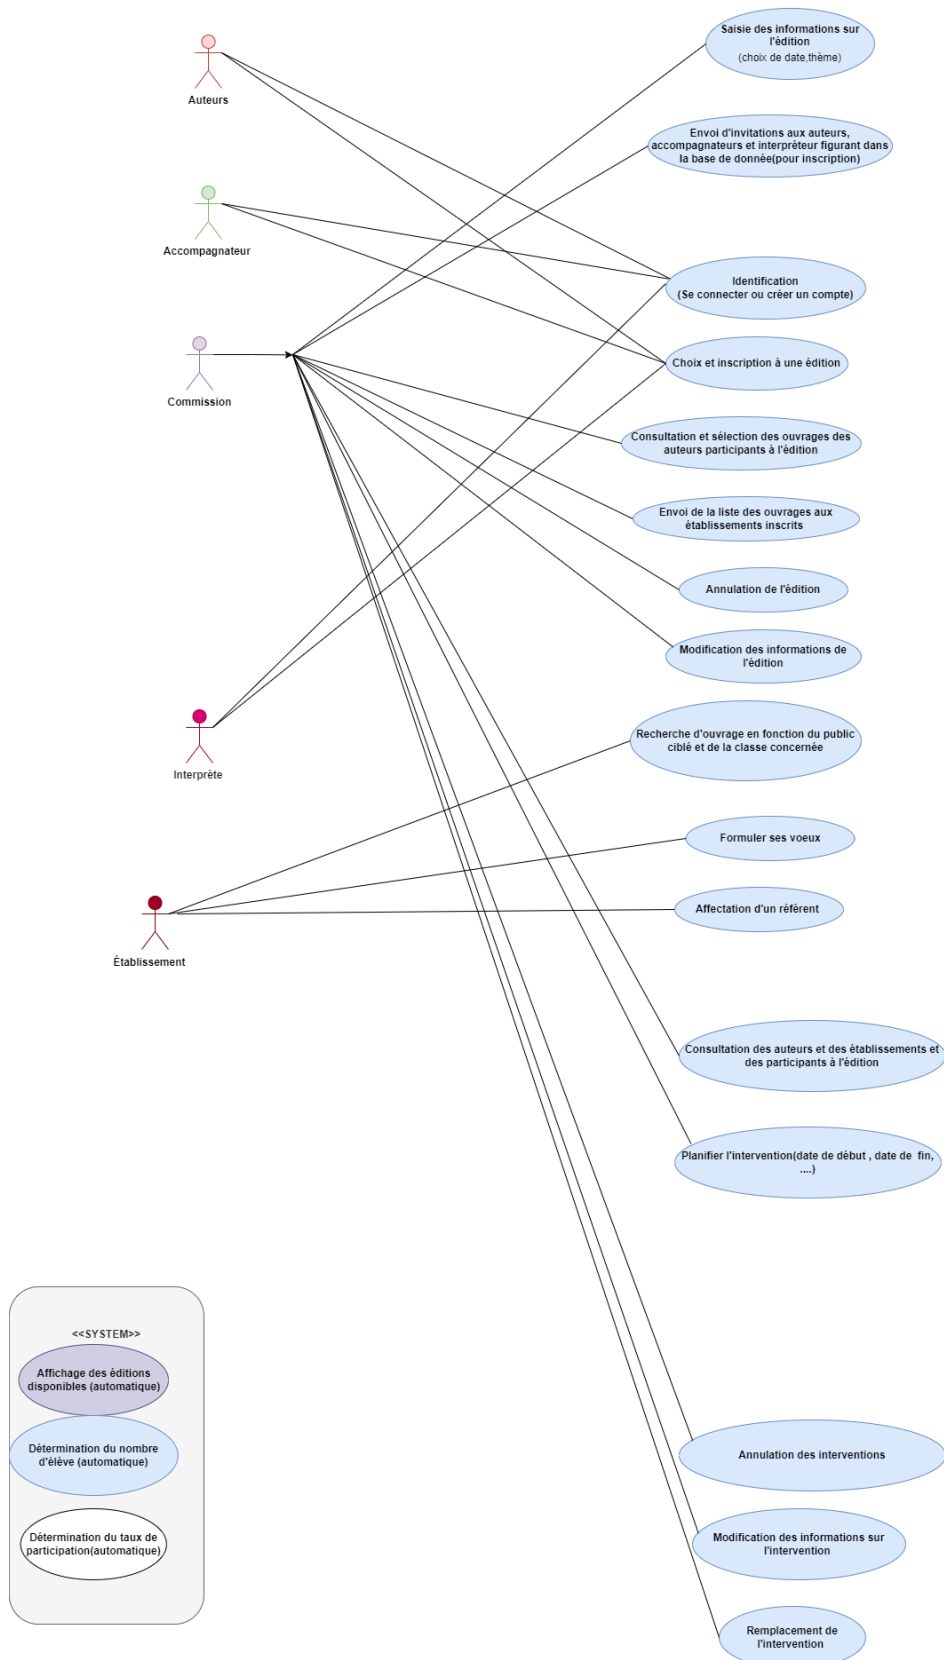 Saisie des informations sur
l'édition
(choix de date,thème)
Auteurs
Envoi d'invitations aux auteurs,
accompagnateurs et interprèteur figurant dans
la base de donnée(pour inscription)
Accompagnateur
Identification
(Se connecter ou créer un compte)
Commission
Choix et inscription à une édition
Consultation et sélection des ouvrages des
auteurs participants à l'édition
Envoi de la liste des ouvrages aux
établissements inscrits
Annulation de l'édition
Modification des informations de
l'édition
Interprète
Recherche d'ouvrage en fonction du public
ciblé et de la classe concernée
Formuler ses voeux
Affectation d'un référent
Établissement
Consultation des auteurs et des établissements et
des participants à l'édition
Planifier l'intervention(date de début , date de fin,
....)
<<SYSTEM>>
Affichage des éditions
disponibles (automatique)
Détermination du nombre
d'élève (automatique)
Annulation des interventions
Détermination du taux de
participation(automatique)
Modification des informations sur
l'intervention
Remplacement de
l'intervention